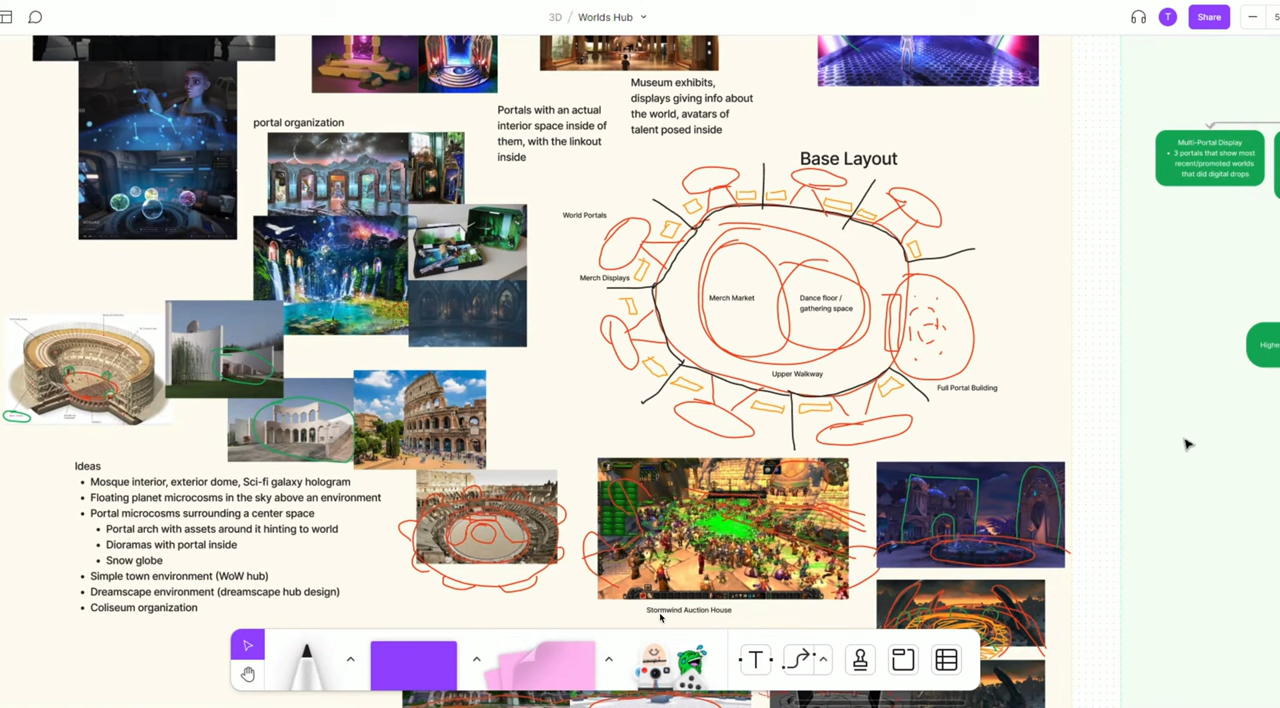 3D / Worlds Hub
T
Share
5
Museum exhibits,
displays giving info about
the world, avatars of
talent posed inside
Portals with an actual
interior space inside of
them, with the linkout
inside
portal organization
Base Layout
Multi-Portal Display
• 3 portals that show most
recent/promoted worlds
that did digital drops
World Portals
Merch Displays
Merch Market
Dance floor /
gathering space
Upper Walkway
Full Portal Building
Highe
Ideas
• Mosque interior, exterior dome, Sci-fi galaxy hologram
• Floating planet microcosms in the sky above an environment
• Portal microcosms surrounding a center space
• Portal arch with assets around it hinting to world
• Dioramas with portal inside
• Snow globe
• Simple town environment (WoW hub)
• Dreamscape environment (dreamscape hub design)
• Coliseum organization
Stormwind Auction House
T